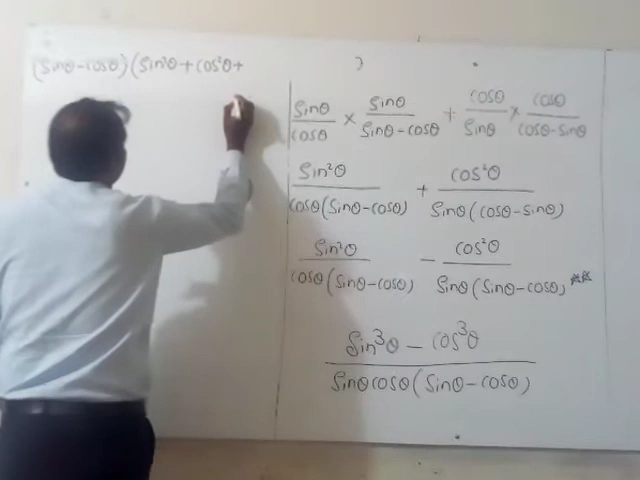 (Sinθ-cosθ)(Sin²θ+cos²θ+
Sinθ/cosθ × Sinθ/Sinθ-cosθ + cosθ/Sinθ × cosθ/cosθ-sinθ
Sin²θ/cosθ(Sinθ-cosθ) + cos²θ/Sinθ(cosθ-Sinθ)
Sin²θ/cosθ(Sinθ-cosθ) - cos²θ/Sinθ(Sinθ-cosθ) **
Sin³θ - cos³θ/Sinθcosθ(Sinθ-cosθ)